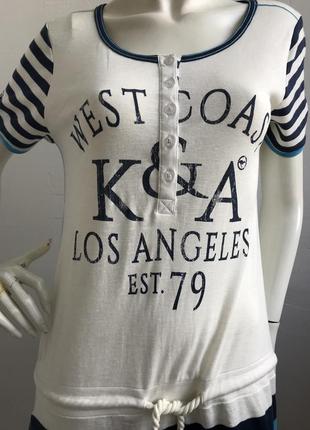 WEST COAST
K&A
LOS ANGELES
EST. 79